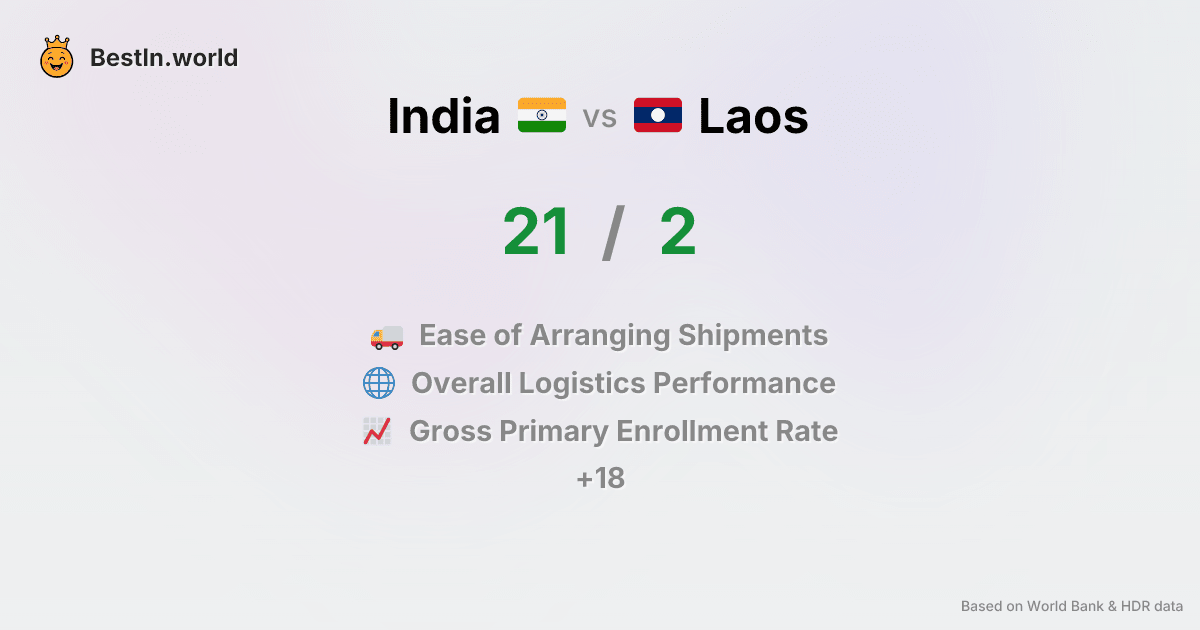 BestIn.world
India vs Laos
21 / 2
Ease of Arranging Shipments
Overall Logistics Performance
Gross Primary Enrollment Rate
+18
Based on World Bank & HDR data